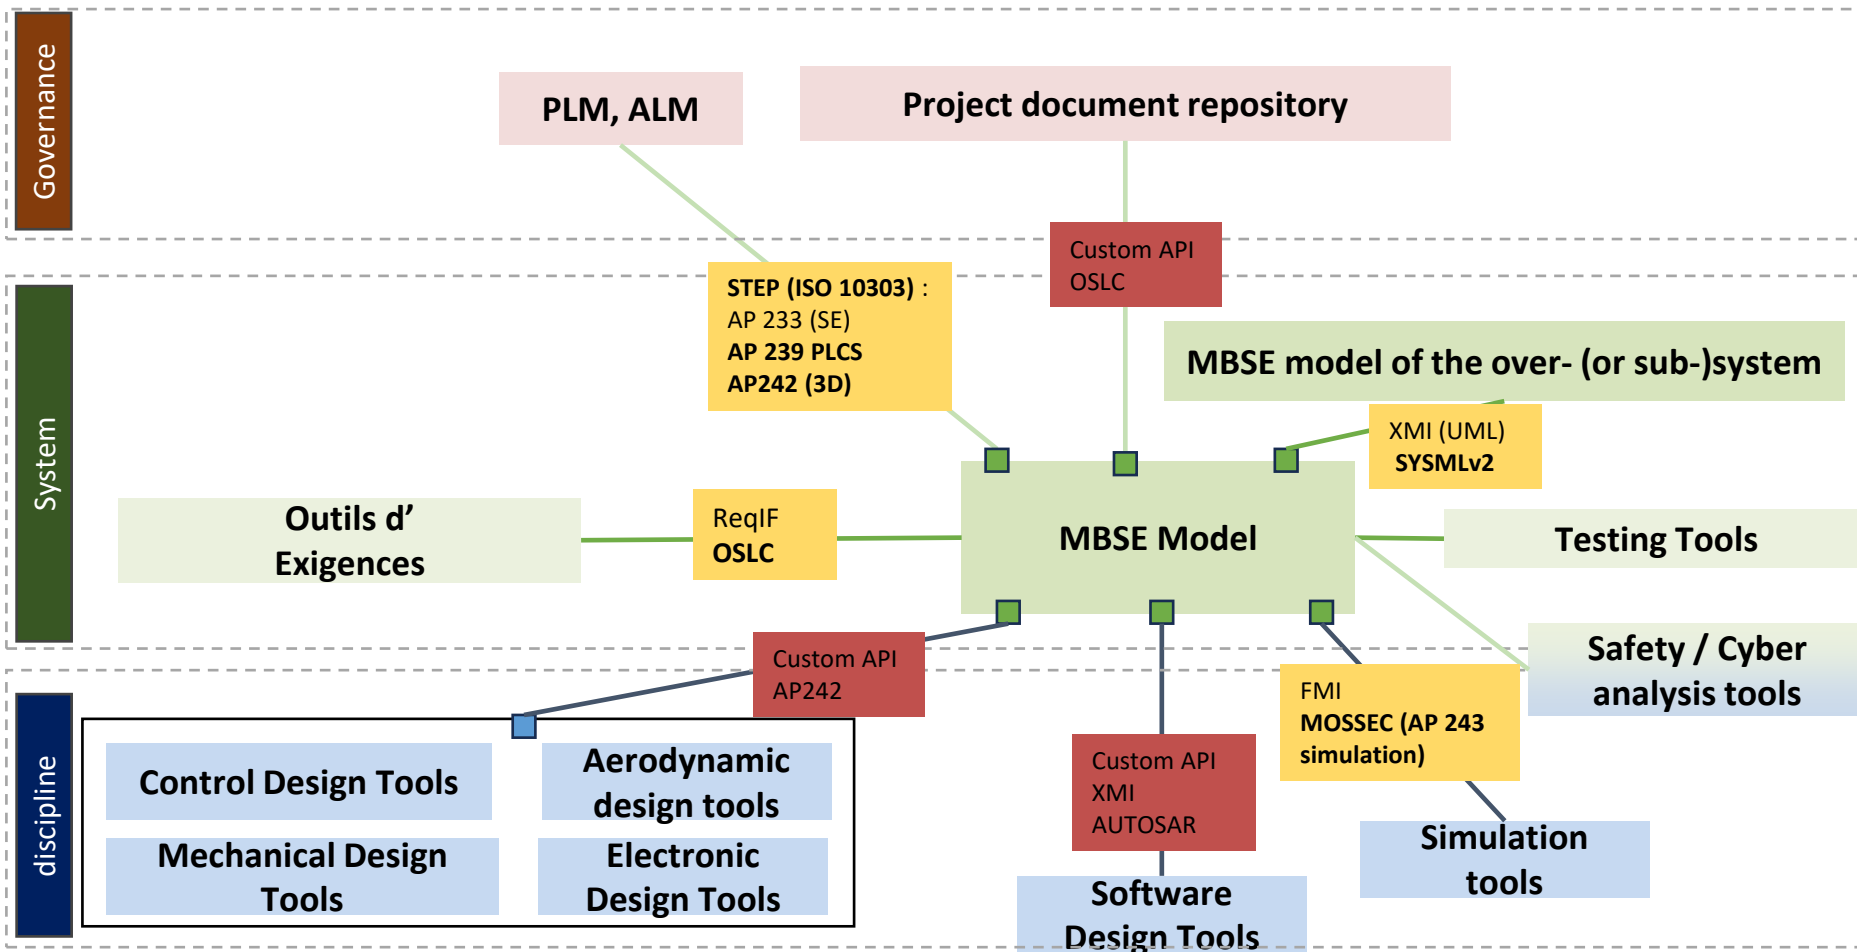 Governance
PLM, ALM
Project document repository
Custom API
OSLC
System
STEP (ISO 10303) :
AP 233 (SE)
AP 239 PLCS
AP242 (3D)
MBSE model of the over- (or sub-)system
XMI (UML)
SYSMLv2
Outils d’
Exigences
ReqIF
OSLC
MBSE Model
Testing Tools
Safety / Cyber
analysis tools
Custom API
AP242
FMI
MOSSEC (AP 243
simulation)
discipline
Control Design Tools
Aerodynamic
design tools
Mechanical Design
Tools
Electronic
Design Tools
Custom API
XMI
AUTOSAR
Software
Design Tools
Simulation
tools